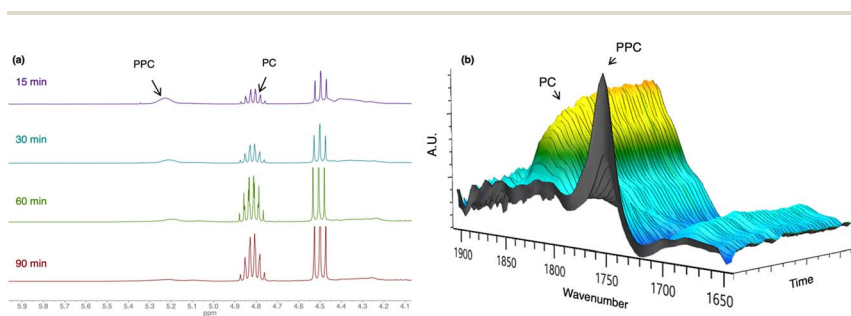 (a)
PPC
PC
15 min
30 min
60 min
90 min
5.9 5.8 5.7 5.6 5.5 5.4 5.3 5.2 5.1 5.0 4.9 4.8 4.7 4.6 4.5 4.4 4.3 4.2 4.1
ppm
(b)
PPC
PC
A.U.
1900 1850 1800 1750 1700 1650
Wavenumber
Time